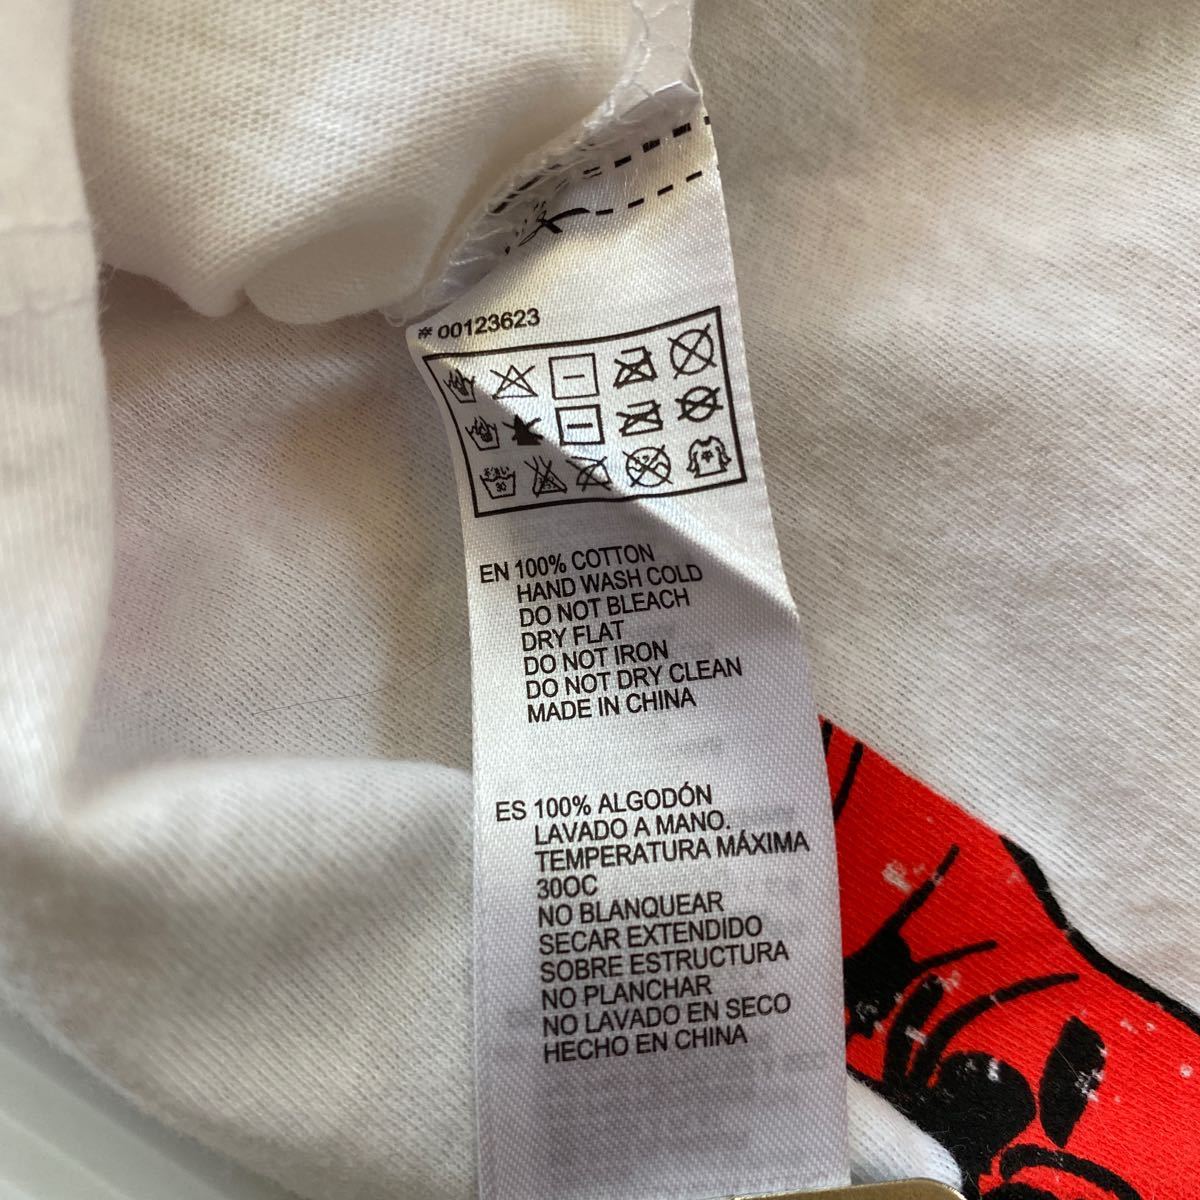 # 00123623
EN 100% COTTON
HAND WASH COLD
DO NOT BLEACH
DRY FLAT
DO NOT IRON
DO NOT DRY CLEAN
MADE IN CHINA
ES 100% ALGODÓN
LAVADO A MANO.
TEMPERATURA MÁXIMA
30OC
NO BLANQUEAR
SECAR EXTENDIDO
SOBRE ESTRUCTURA
NO PLANCHAR
NO LAVADO EN SECO
HECHO EN CHINA